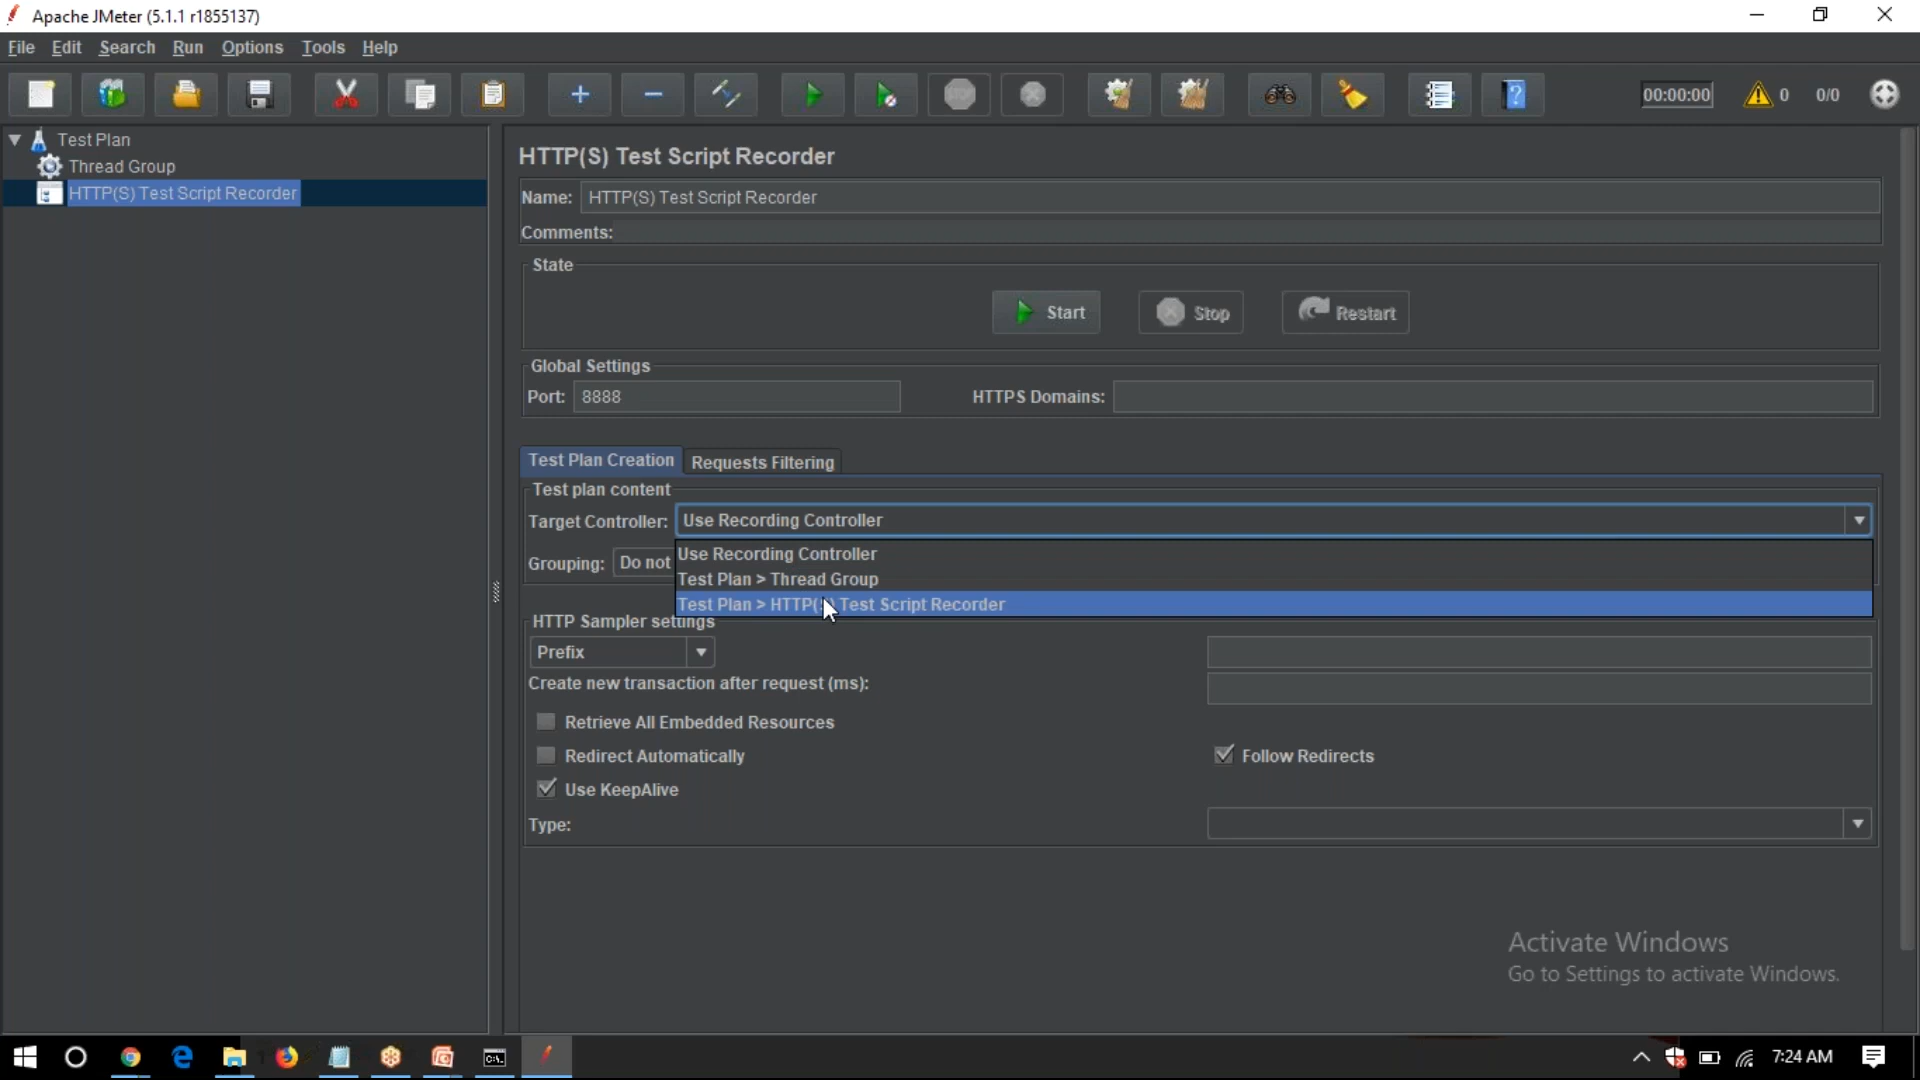 Apache JMeter (5.1.1 r1855137)
File Edit Search Run Options Tools Help
00:00:00 0 0/0
Test Plan
Thread Group
HTTP(S) Test Script Recorder
HTTP(S) Test Script Recorder
Name: HTTP(S) Test Script Recorder
Comments:
State
Start Stop Restart
Global Settings
Port: 8888 HTTPS Domains:
Test Plan Creation Requests Filtering
Test plan content
Target Controller: Use Recording Controller
Use Recording Controller
Grouping: Do not
Test Plan > Thread Group
Test Plan > HTTP(S) Test Script Recorder
HTTP Sampler settings
Prefix
Create new transaction after request (ms):
Retrieve All Embedded Resources
Redirect Automatically Follow Redirects
Use KeepAlive
Type:
Activate Windows
Go to Settings to activate Windows.
7:24 AM